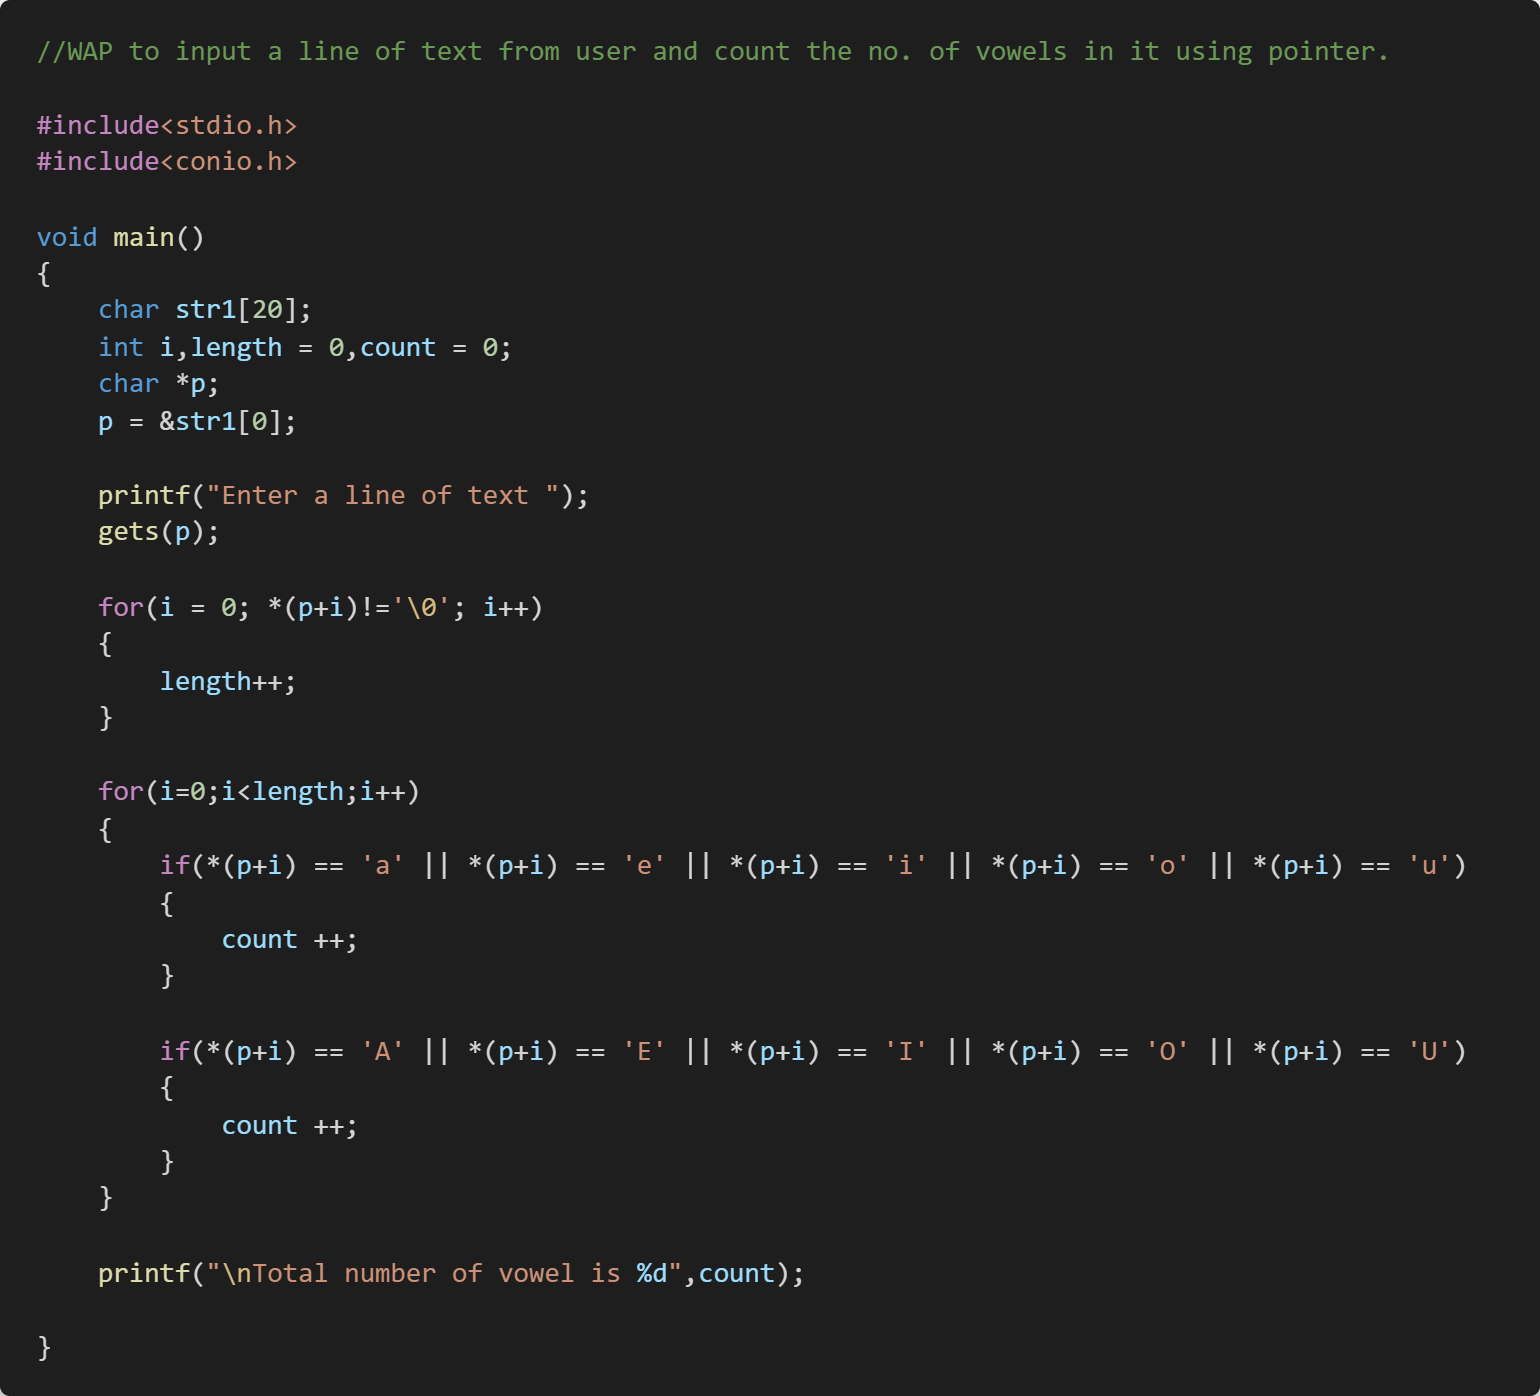 //WAP to input a line of text from user and count the no. of vowels in it using pointer.

#include<stdio.h>
#include<conio.h>

void main()
{
    char str1[20];
    int i,length = 0,count = 0;
    char *p;
    p = &str1[0];

    printf("Enter a line of text ");
    gets(p);

    for(i = 0; *(p+i)!='\0'; i++)
    {
        length++;
    }

    for(i=0;i<length;i++)
    {
        if(*(p+i) == 'a' || *(p+i) == 'e' || *(p+i) == 'i' || *(p+i) == 'o' || *(p+i) == 'u')
        {
            count ++;
        }

        if(*(p+i) == 'A' || *(p+i) == 'E' || *(p+i) == 'I' || *(p+i) == 'O' || *(p+i) == 'U')
        {
            count ++;
        }
    }

    printf("\nTotal number of vowel is %d",count);

}